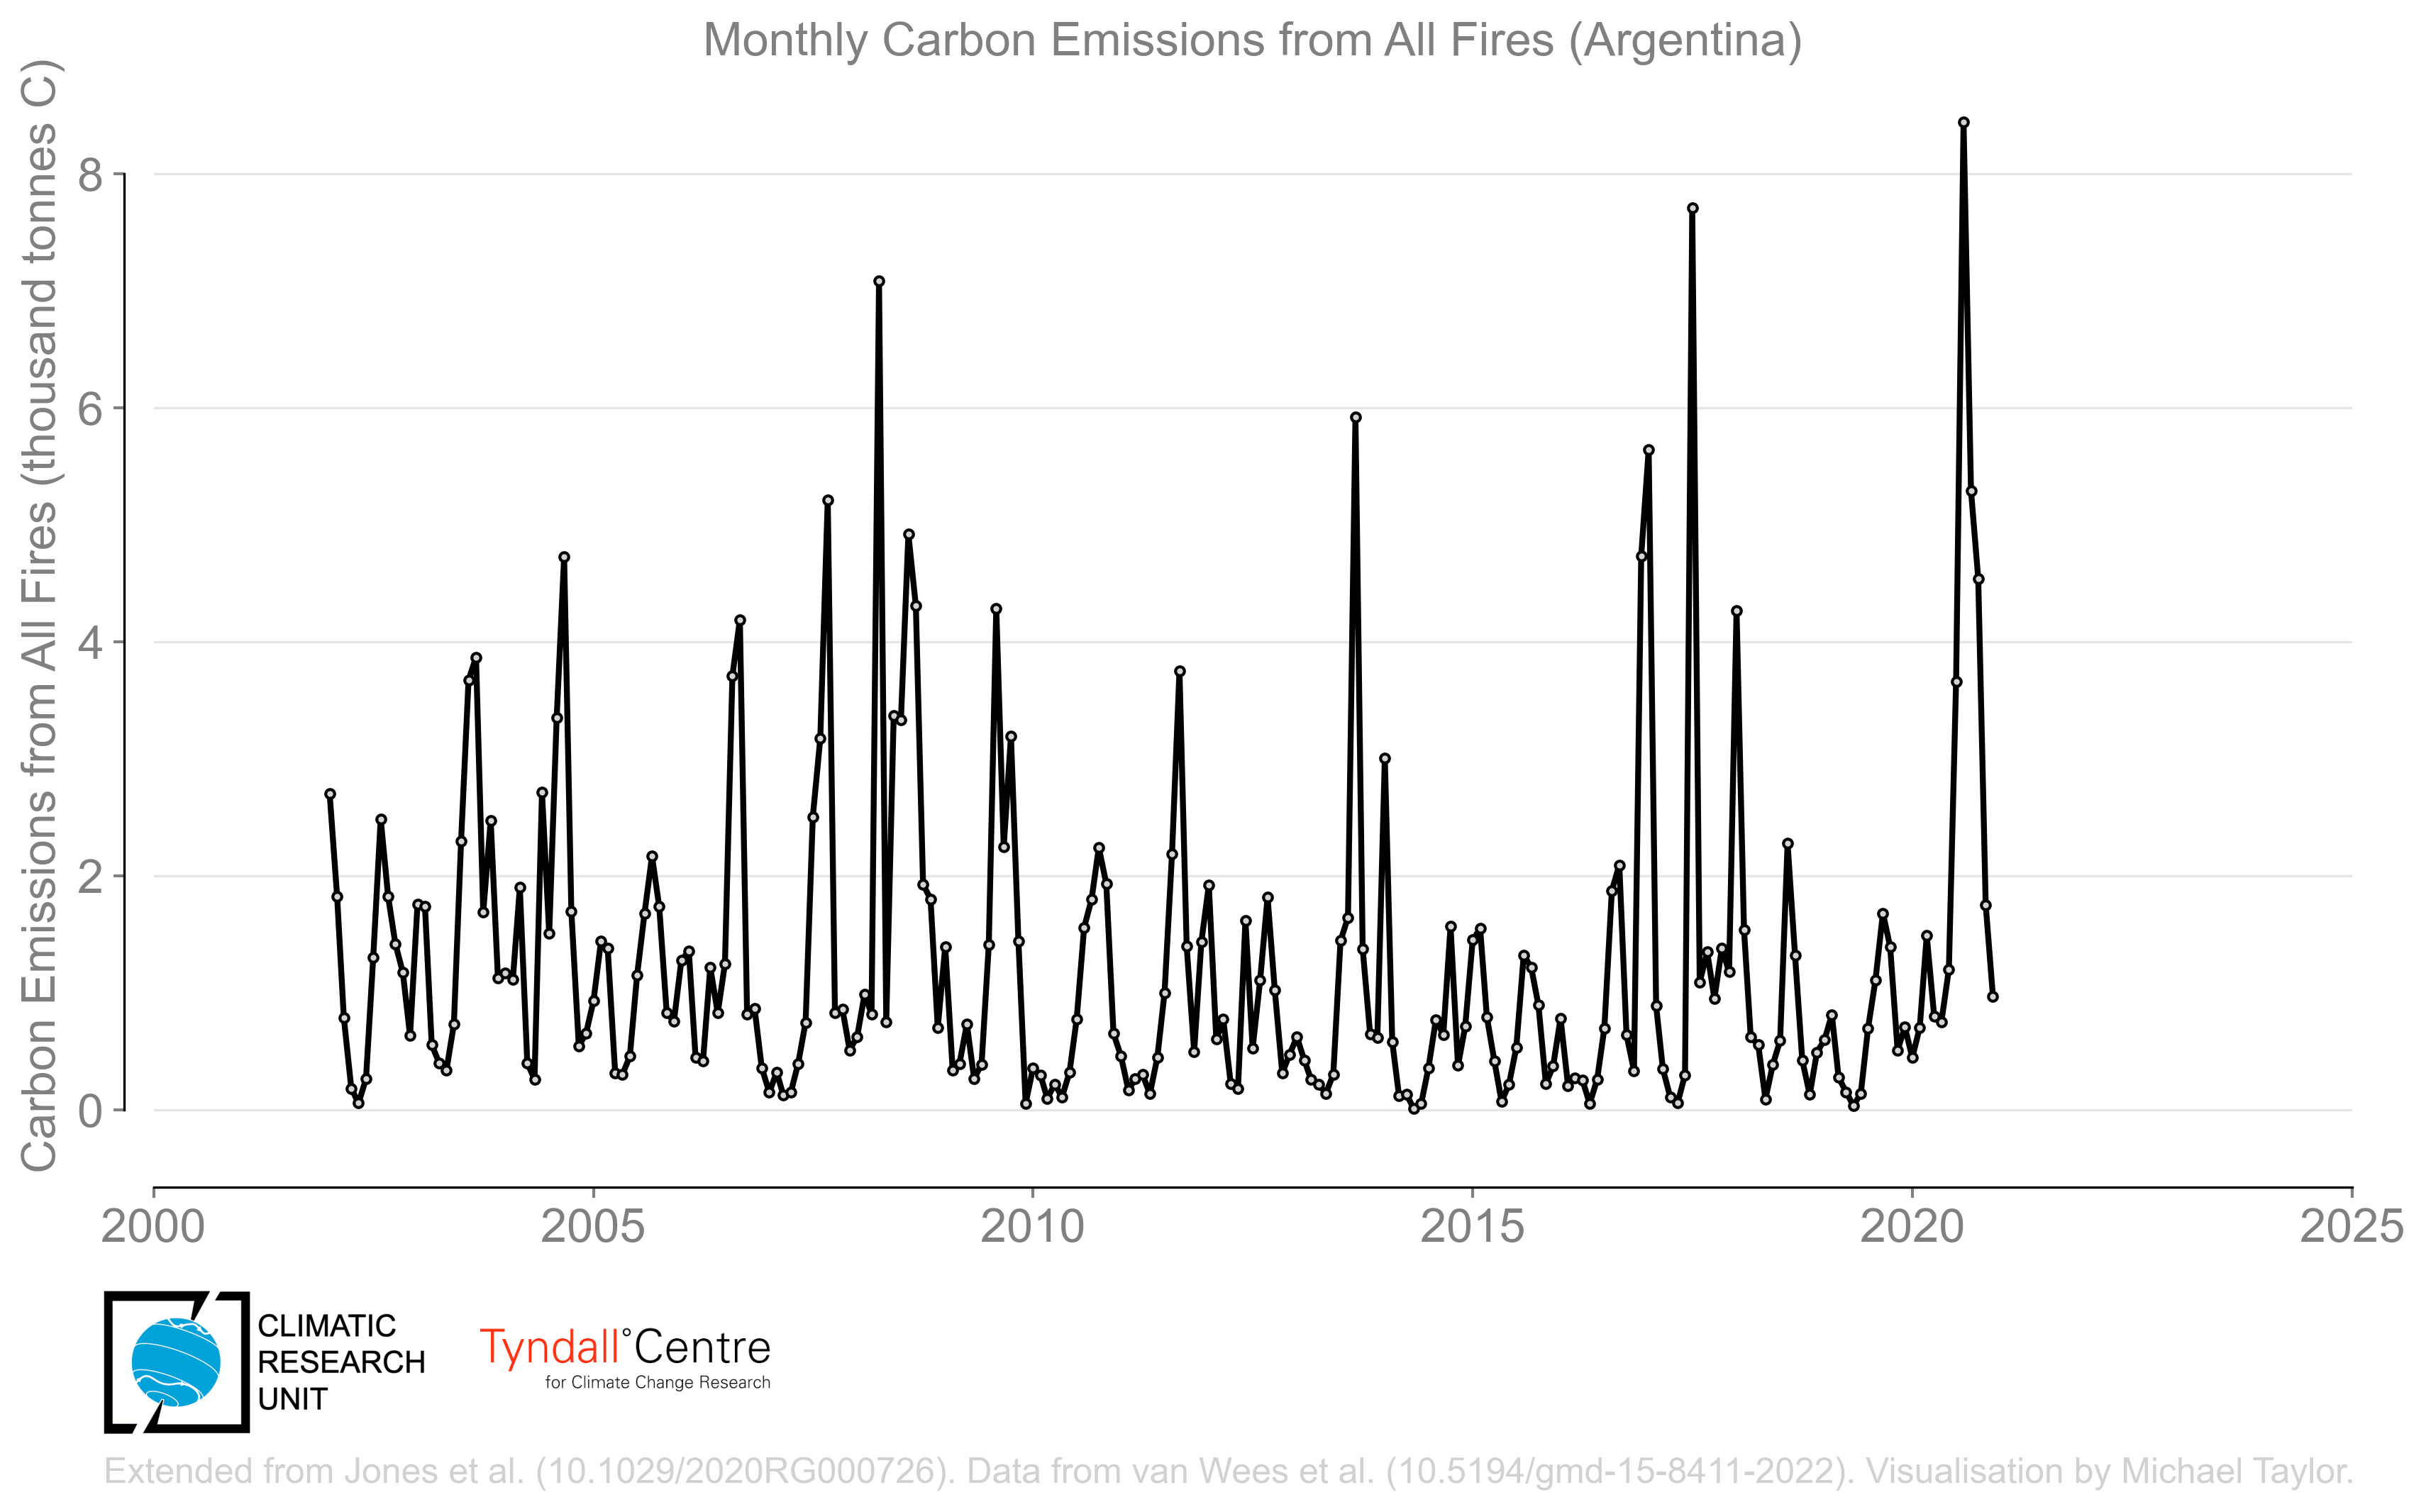 Monthly Carbon Emissions from All Fires (Argentina)
Carbon Emissions from All Fires (thousand tonnes C)
8
6
4
2
0
2000 2005 2010 2015 2020 2025
CLIMATIC
RESEARCH
UNIT
Tyndall°Centre
for Climate Change Research
Extended from Jones et al. (10.1029/2020RG000726). Data from van Wees et al. (10.5194/gmd-15-8411-2022). Visualisation by Michael Taylor.